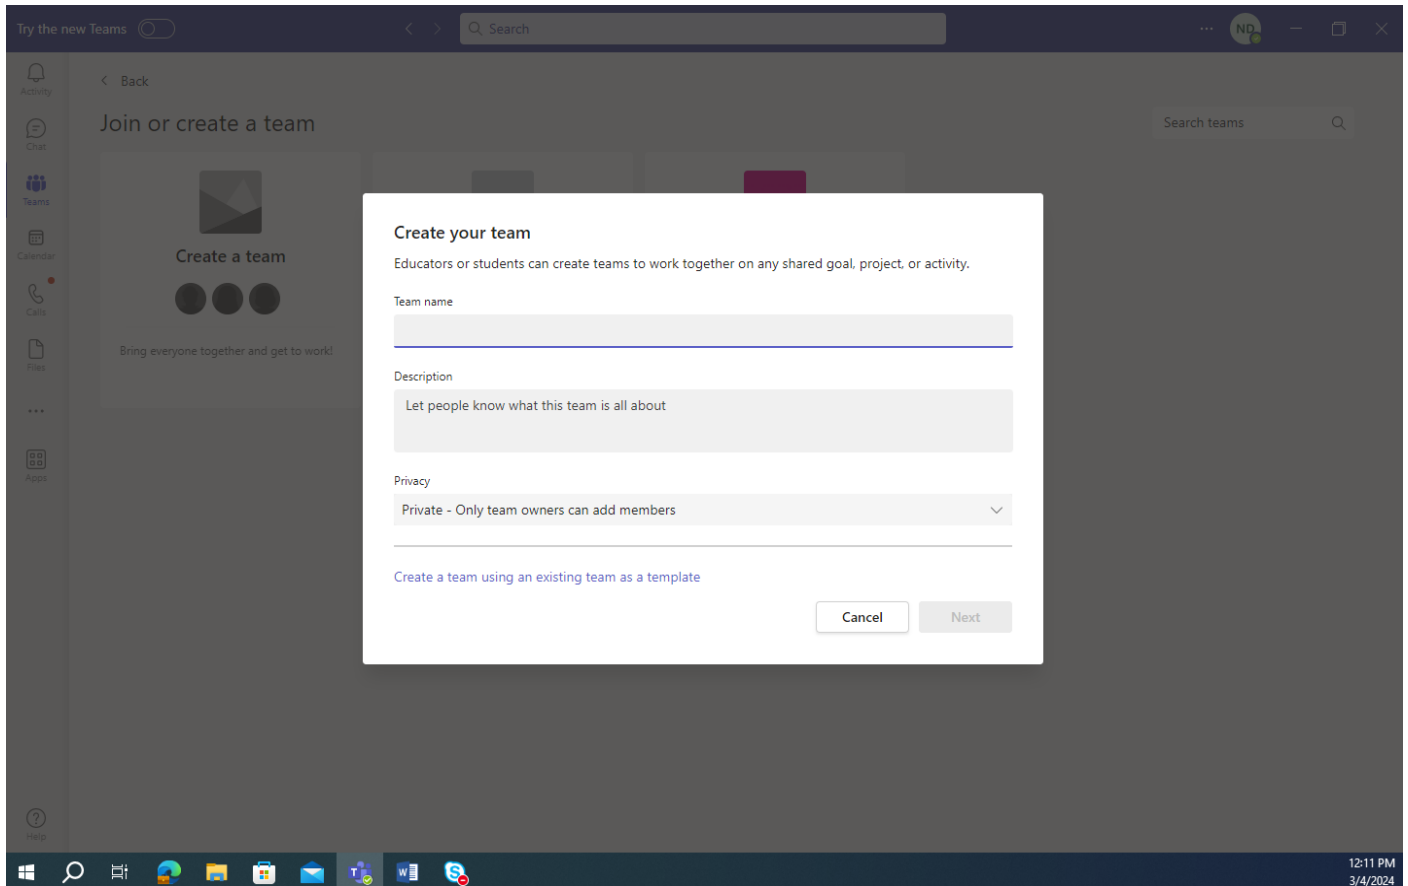 Try the new Teams
Search
ND
Activity
Back
Join or create a team
Search teams
Chat
Teams
Calendar
Create a team
Calls
Files
Bring everyone together and get to work!
Apps
Create your team
Educators or students can create teams to work together on any shared goal, project, or activity.
Team name
Description
Let people know what this team is all about
Privacy
Private - Only team owners can add members
Create a team using an existing team as a template
Cancel Next
Help
12:11 PM
3/4/2024